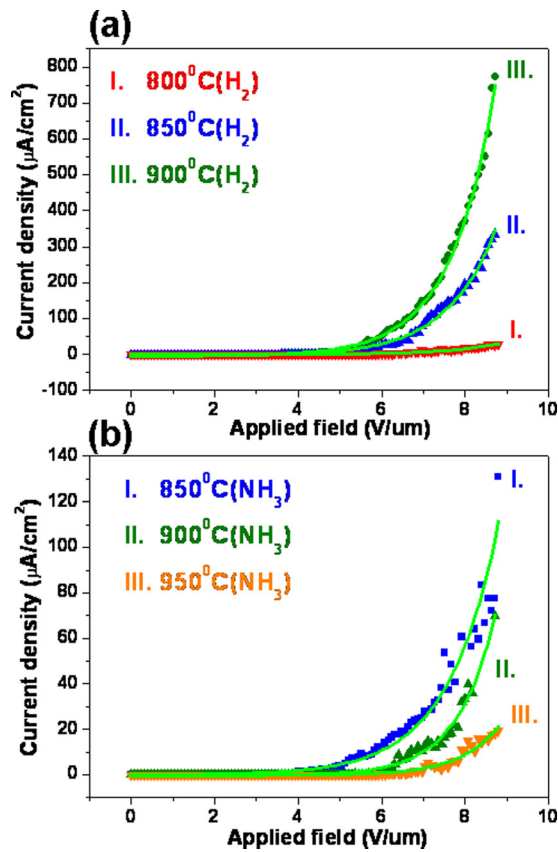 (a)
800
700
600
500
400
300
200
100
0
-100
Current density (μA/cm²)
I. 800⁰C(H₂)
II. 850⁰C(H₂)
III. 900⁰C(H₂)
III.
II.
I.
0 2 4 6 8 10
Applied field (V/um)
(b)
140
120
100
80
60
40
20
0
Current density (μA/cm²)
I. 850⁰C(NH₃)
II. 900⁰C(NH₃)
III. 950⁰C(NH₃)
I.
II.
III.
0 2 4 6 8 10
Applied field (V/um)